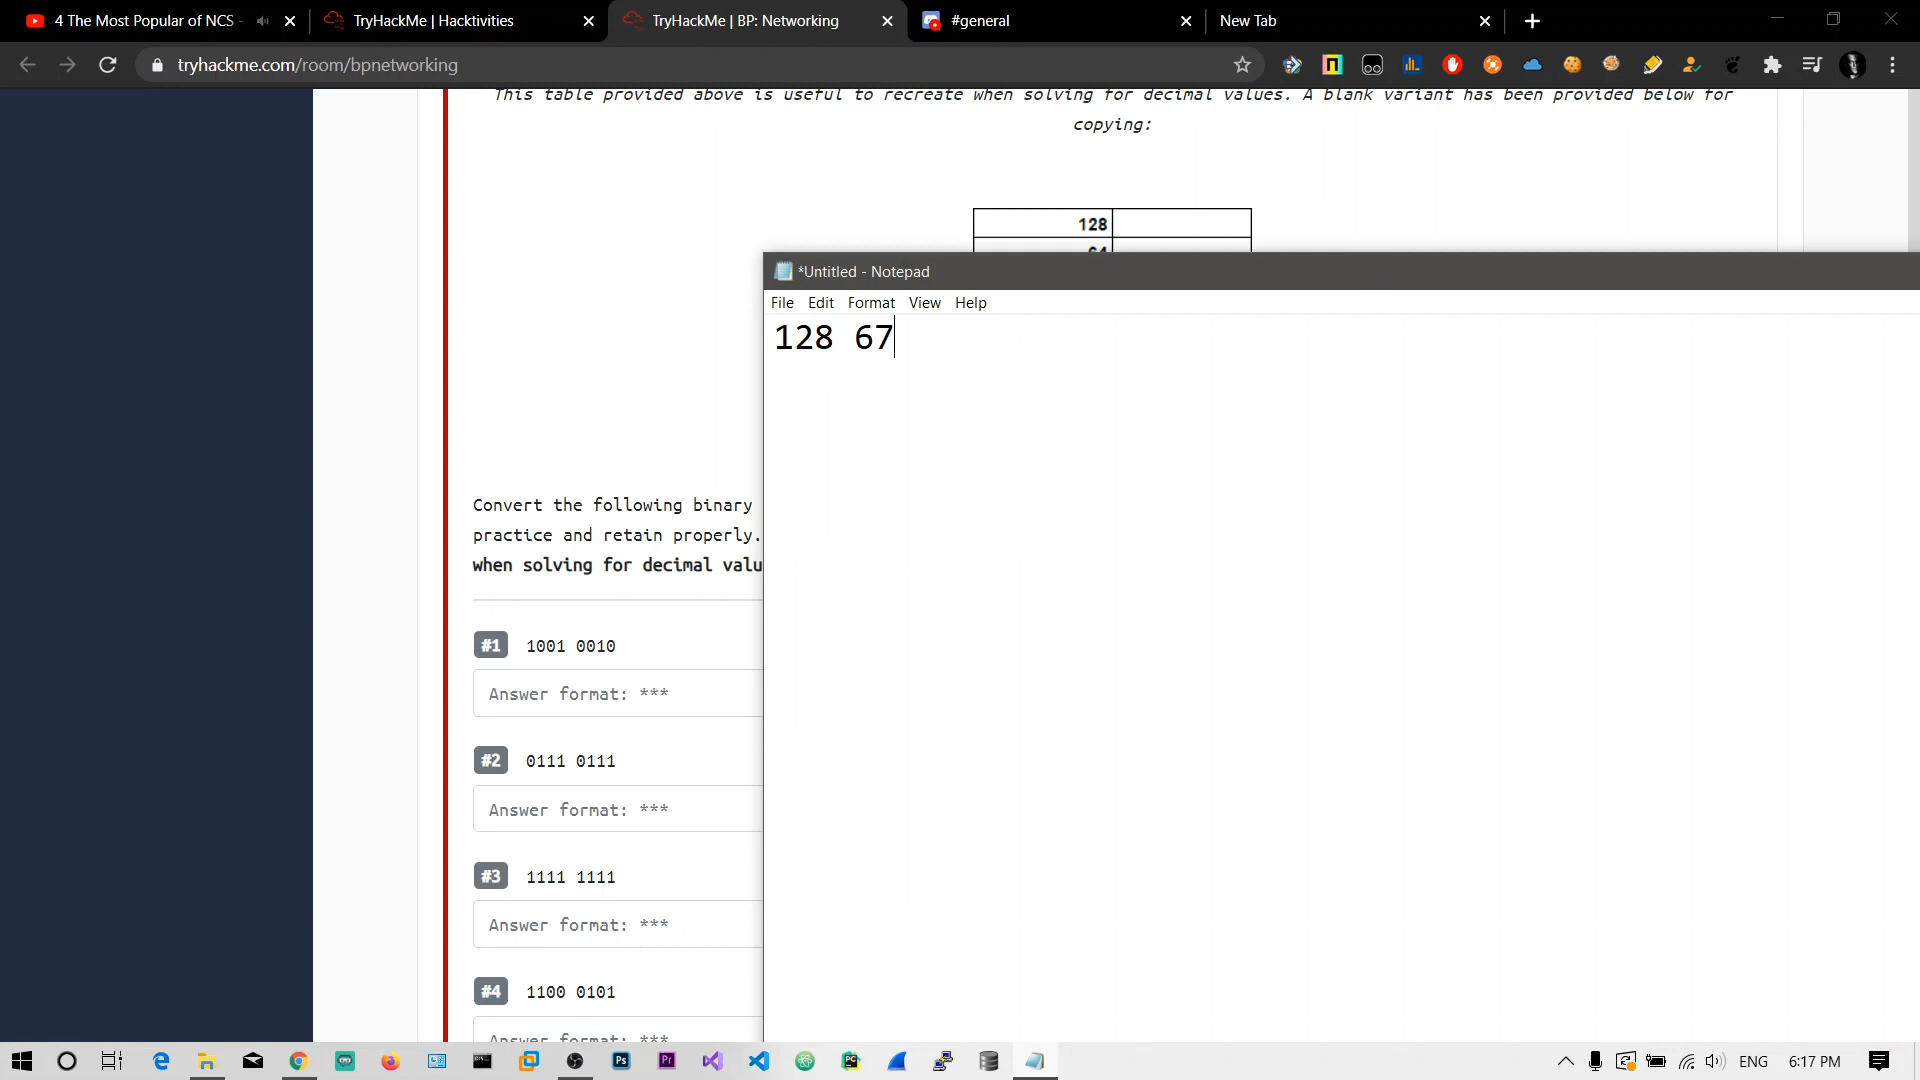 4 The Most Popular of NCS
TryHackMe | Hacktivities
TryHackMe | BP: Networking
#general
New Tab
tryhackme.com/room/bpnetworking
This table provided above is useful to recreate when solving for decimal values. A blank variant has been provided below for
copying:
128
64
*Untitled - Notepad
File Edit Format View Help
128 67
Convert the following binary
practice and retain properly.
when solving for decimal valu
#1 1001 0010
Answer format: ***
#2 0111 0111
Answer format: ***
#3 1111 1111
Answer format: ***
#4 1100 0101
Answer format: ***
ENG
6:17 PM